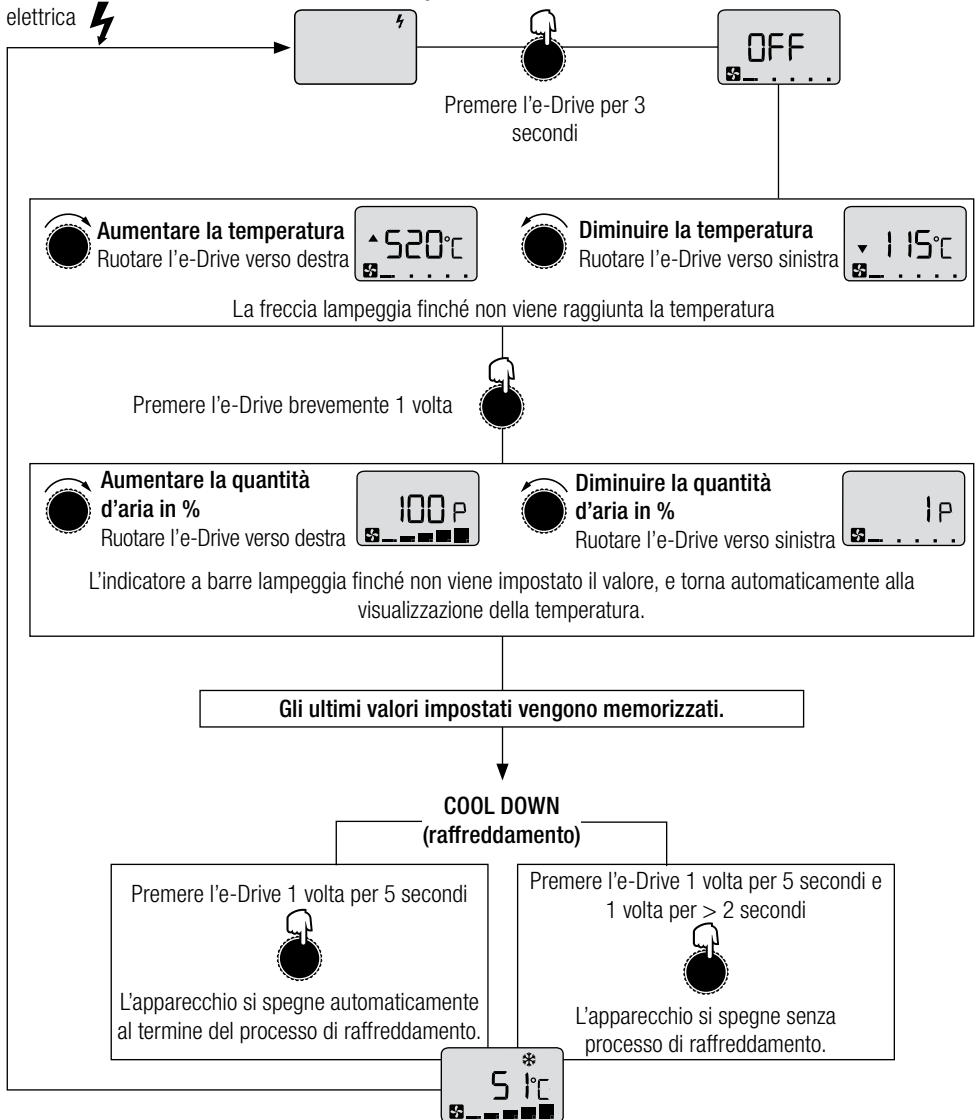 elettrica
OFF
Premere l'e-Drive per 3
secondi
Aumentare la temperatura
Ruotare l'e-Drive verso destra
520°C
Diminuire la temperatura
Ruotare l'e-Drive verso sinistra
115°C
La freccia lampeggia finché non viene raggiunta la temperatura
Premere l'e-Drive brevemente 1 volta
Aumentare la quantità
d'aria in %
Ruotare l'e-Drive verso destra
100 P
Diminuire la quantità
d'aria in %
Ruotare l'e-Drive verso sinistra
1 P
L'indicatore a barre lampeggia finché non viene impostato il valore, e torna automaticamente alla
visualizzazione della temperatura.
Gli ultimi valori impostati vengono memorizzati.
COOL DOWN
(raffreddamento)
Premere l'e-Drive 1 volta per 5 secondi
L'apparecchio si spegne automaticamente
al termine del processo di raffreddamento.
Premere l'e-Drive 1 volta per 5 secondi e
1 volta per > 2 secondi
L'apparecchio si spegne senza
processo di raffreddamento.
51°C